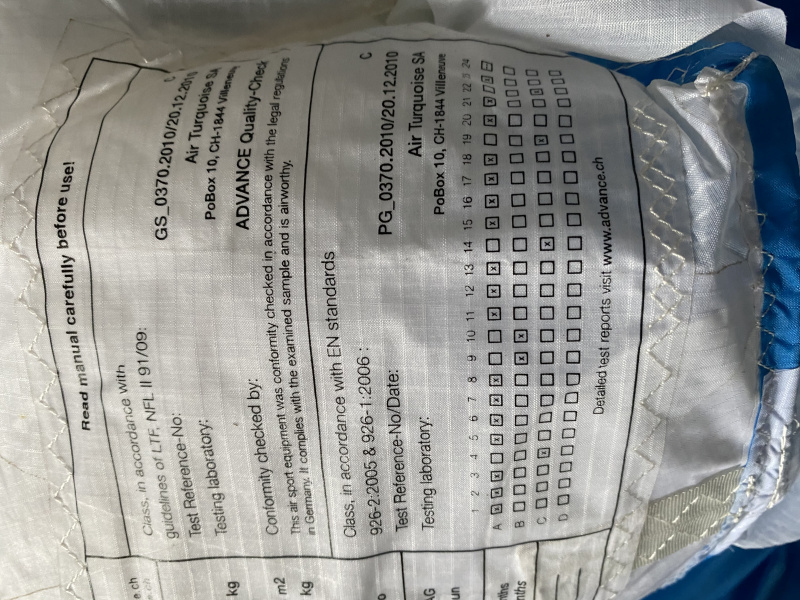 Read manual carefully before use!
Class. in accordance with
guidelines of LTF, NFL II 91/09: C
Test Reference-No: GS_0370.2010/20.12.2010
Testing laboratory: Air Turquoise SA
PoBox 10, CH-1844 Villeneuve
Conformity checked by: ADVANCE Quality-Check
This air sport equipment was conformity checked in accordance with the legal regulations
in Germany. It complies with the examined sample and is airworthy.
Class. in accordance with EN standards
926-2:2005 & 926-1:2006 : C
Test Reference-No/Date: PG_0370.2010/20.12.2010
Testing laboratory: Air Turquoise SA
PoBox 10, CH-1844 Villeneuve
1 2 3 4 5 6 7 8 9 10 11 12 13 14 15 16 17 18 19 20 21 22 23 24
A
B
C
D
Detailed test reports visit www.advance.ch
e.ch
kg
m2
kg